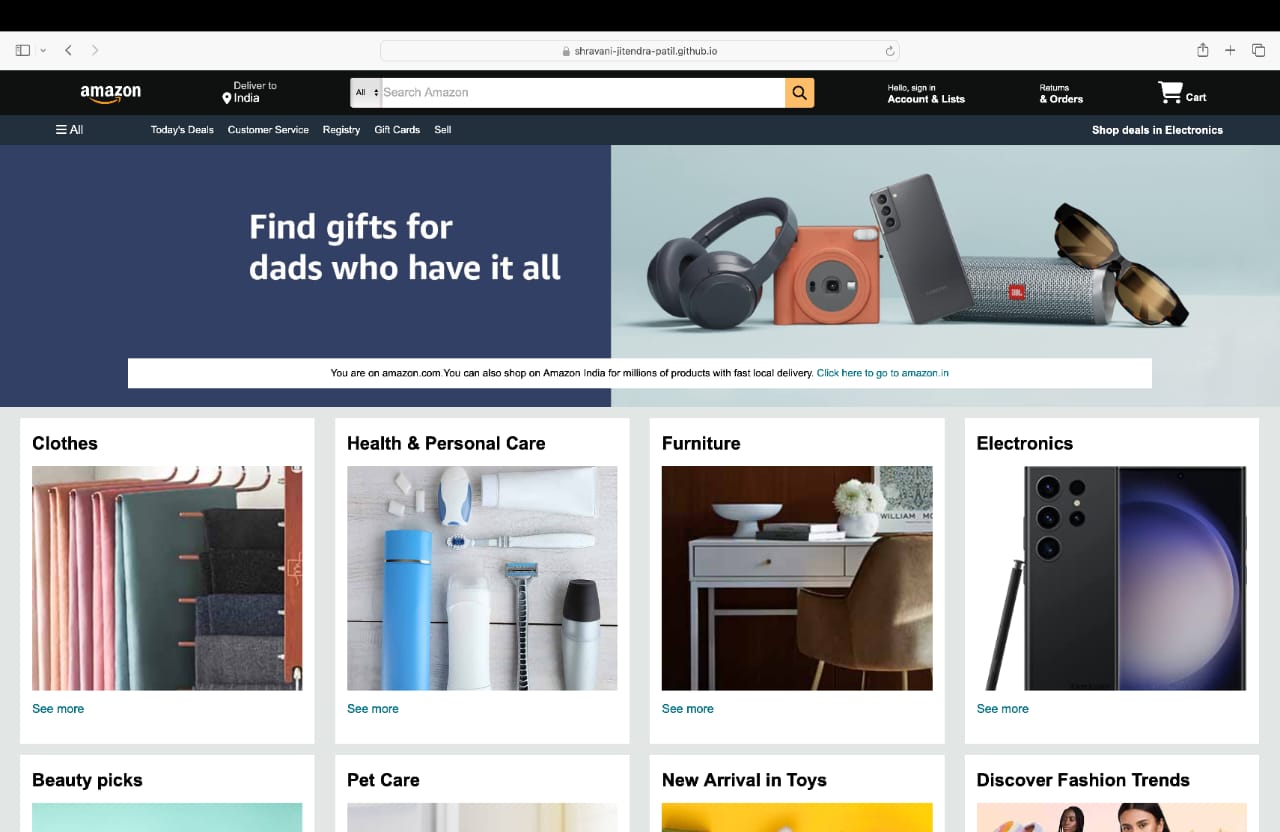 shravani-jitendra-patil.github.io
amazon
Deliver to
India
All
Search Amazon
Hello, sign in
Account & Lists
Returns
& Orders
Cart
All
Today's Deals
Customer Service
Registry
Gift Cards
Sell
Shop deals in Electronics
Find gifts for
dads who have it all
SAMSUNG
JBL
You are on amazon.com.You can also shop on Amazon India for millions of products with fast local delivery. Click here to go to amazon.in
Clothes
Health & Personal Care
Furniture
Electronics
WILLIAM MO
See more
See more
See more
See more
Beauty picks
Pet Care
New Arrival in Toys
Discover Fashion Trends